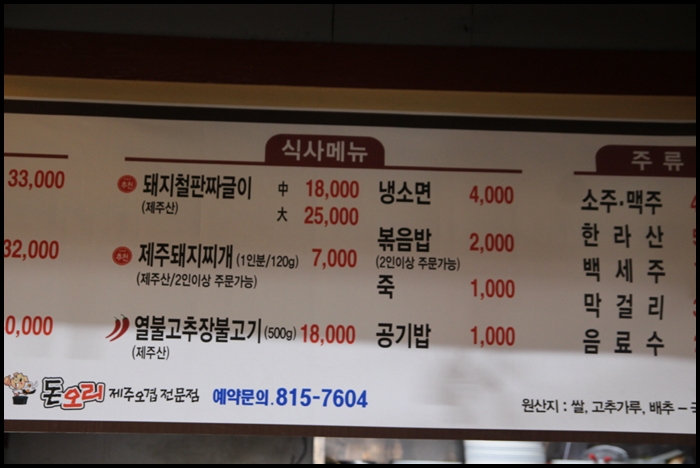 식사메뉴
33,000
32,000
0,000
추천 돼지철판짜글이 中 18,000
(제주산) 大 25,000
추천 제주돼지찌개 (1인분/120g) 7,000
(제주산/2인이상 주문가능)
열불고추장불고기 (500g) 18,000
(제주산)
냉소면 4,000
볶음밥 2,000
(2인이상 주문가능)
죽 1,000
공기밥 1,000
주류
소주·맥주
한라산
백세주
막걸리
음료수
돈오리 제주오겹 전문점 예약문의.815-7604
원산지 : 쌀, 고추가루, 배추 –